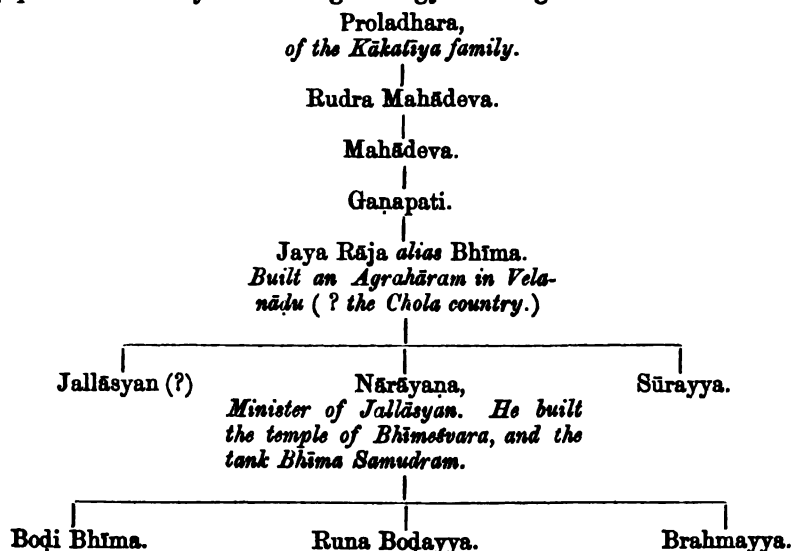 Proladhara,
of the Kākatīya family.
Rudra Mahādeva.
Mahādeva.
Gaṇapati.
Jaya Rāja alias Bhīma.
Built an Agrahāram in Vela-
nāḍu ( ? the Chola country.)
Jallāsyan (?) Nārāyaṇa, Sūrayya.
Minister of Jallāsyan. He built
the temple of Bhīmeśvara, and the
tank Bhīma Samudram.
Boḍi Bhīma. Runa Boḍayya. Brahmayya.